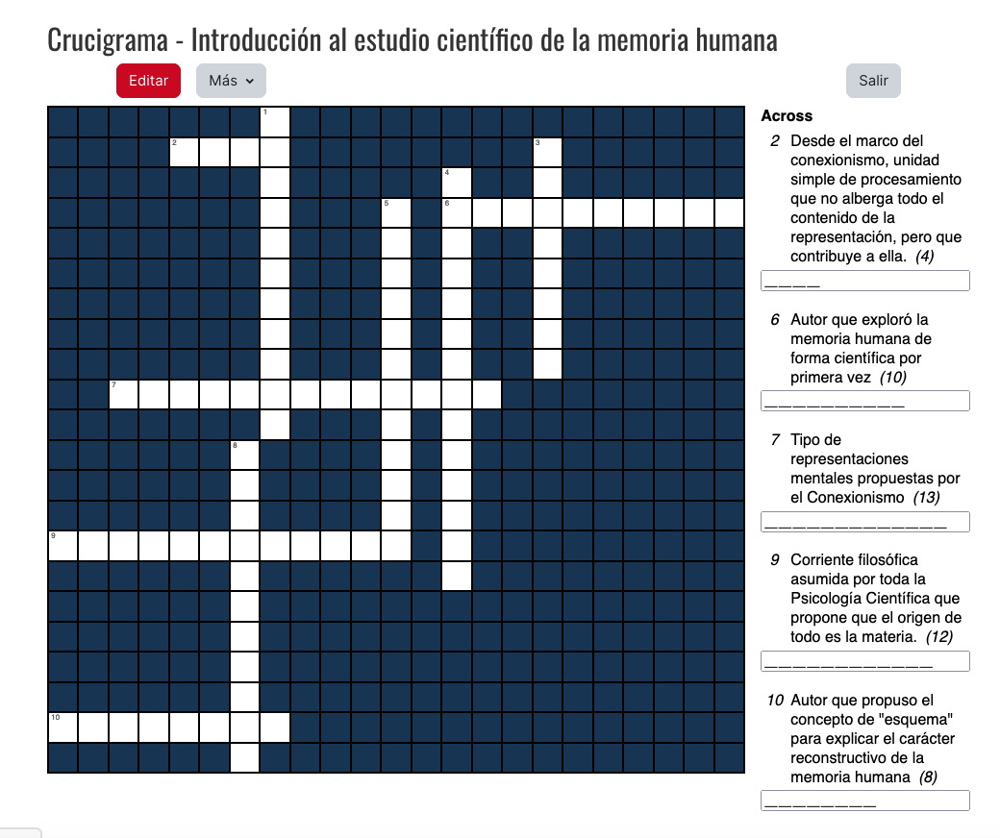 Crucigrama - Introducción al estudio científico de la memoria humana
Editar
Más
Salir
1
2
3
4
5
6
7
8
9
10
Across
2 Desde el marco del
conexionismo, unidad
simple de procesamiento
que no alberga todo el
contenido de la
representación, pero que
contribuye a ella. (4)
_ _ _ _
6 Autor que exploró la
memoria humana de
forma científica por
primera vez (10)
_ _ _ _ _ _ _ _ _ _
7 Tipo de
representaciones
mentales propuestas por
el Conexionismo (13)
_ _ _ _ _ _ _ _ _ _ _ _ _
9 Corriente filosófica
asumida por toda la
Psicología Científica que
propone que el origen de
todo es la materia. (12)
_ _ _ _ _ _ _ _ _ _ _ _
10 Autor que propuso el
concepto de "esquema"
para explicar el carácter
reconstructivo de la
memoria humana (8)
_ _ _ _ _ _ _ _